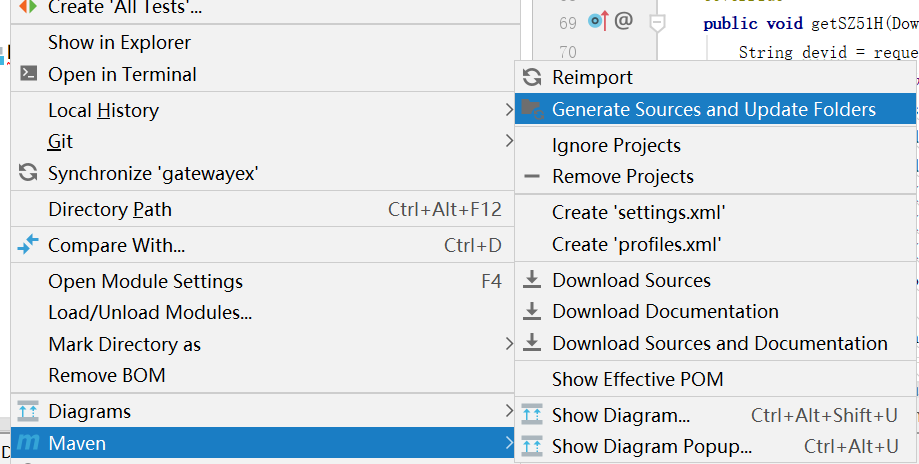 Create 'All Tests'...
Show in Explorer
Open in Terminal
Local History
Git
Synchronize 'gatewayex'
Directory Path Ctrl+Alt+F12
Compare With... Ctrl+D
Open Module Settings F4
Load/Unload Modules...
Mark Directory as
Remove BOM
Diagrams
Maven
69 @ public void getSZ51H(Dow
70 String devid = reque
Reimport
Generate Sources and Update Folders
Ignore Projects
Remove Projects
Create 'settings.xml'
Create 'profiles.xml'
Download Sources
Download Documentation
Download Sources and Documentation
Show Effective POM
Show Diagram... Ctrl+Alt+Shift+U
Show Diagram Popup... Ctrl+Alt+U